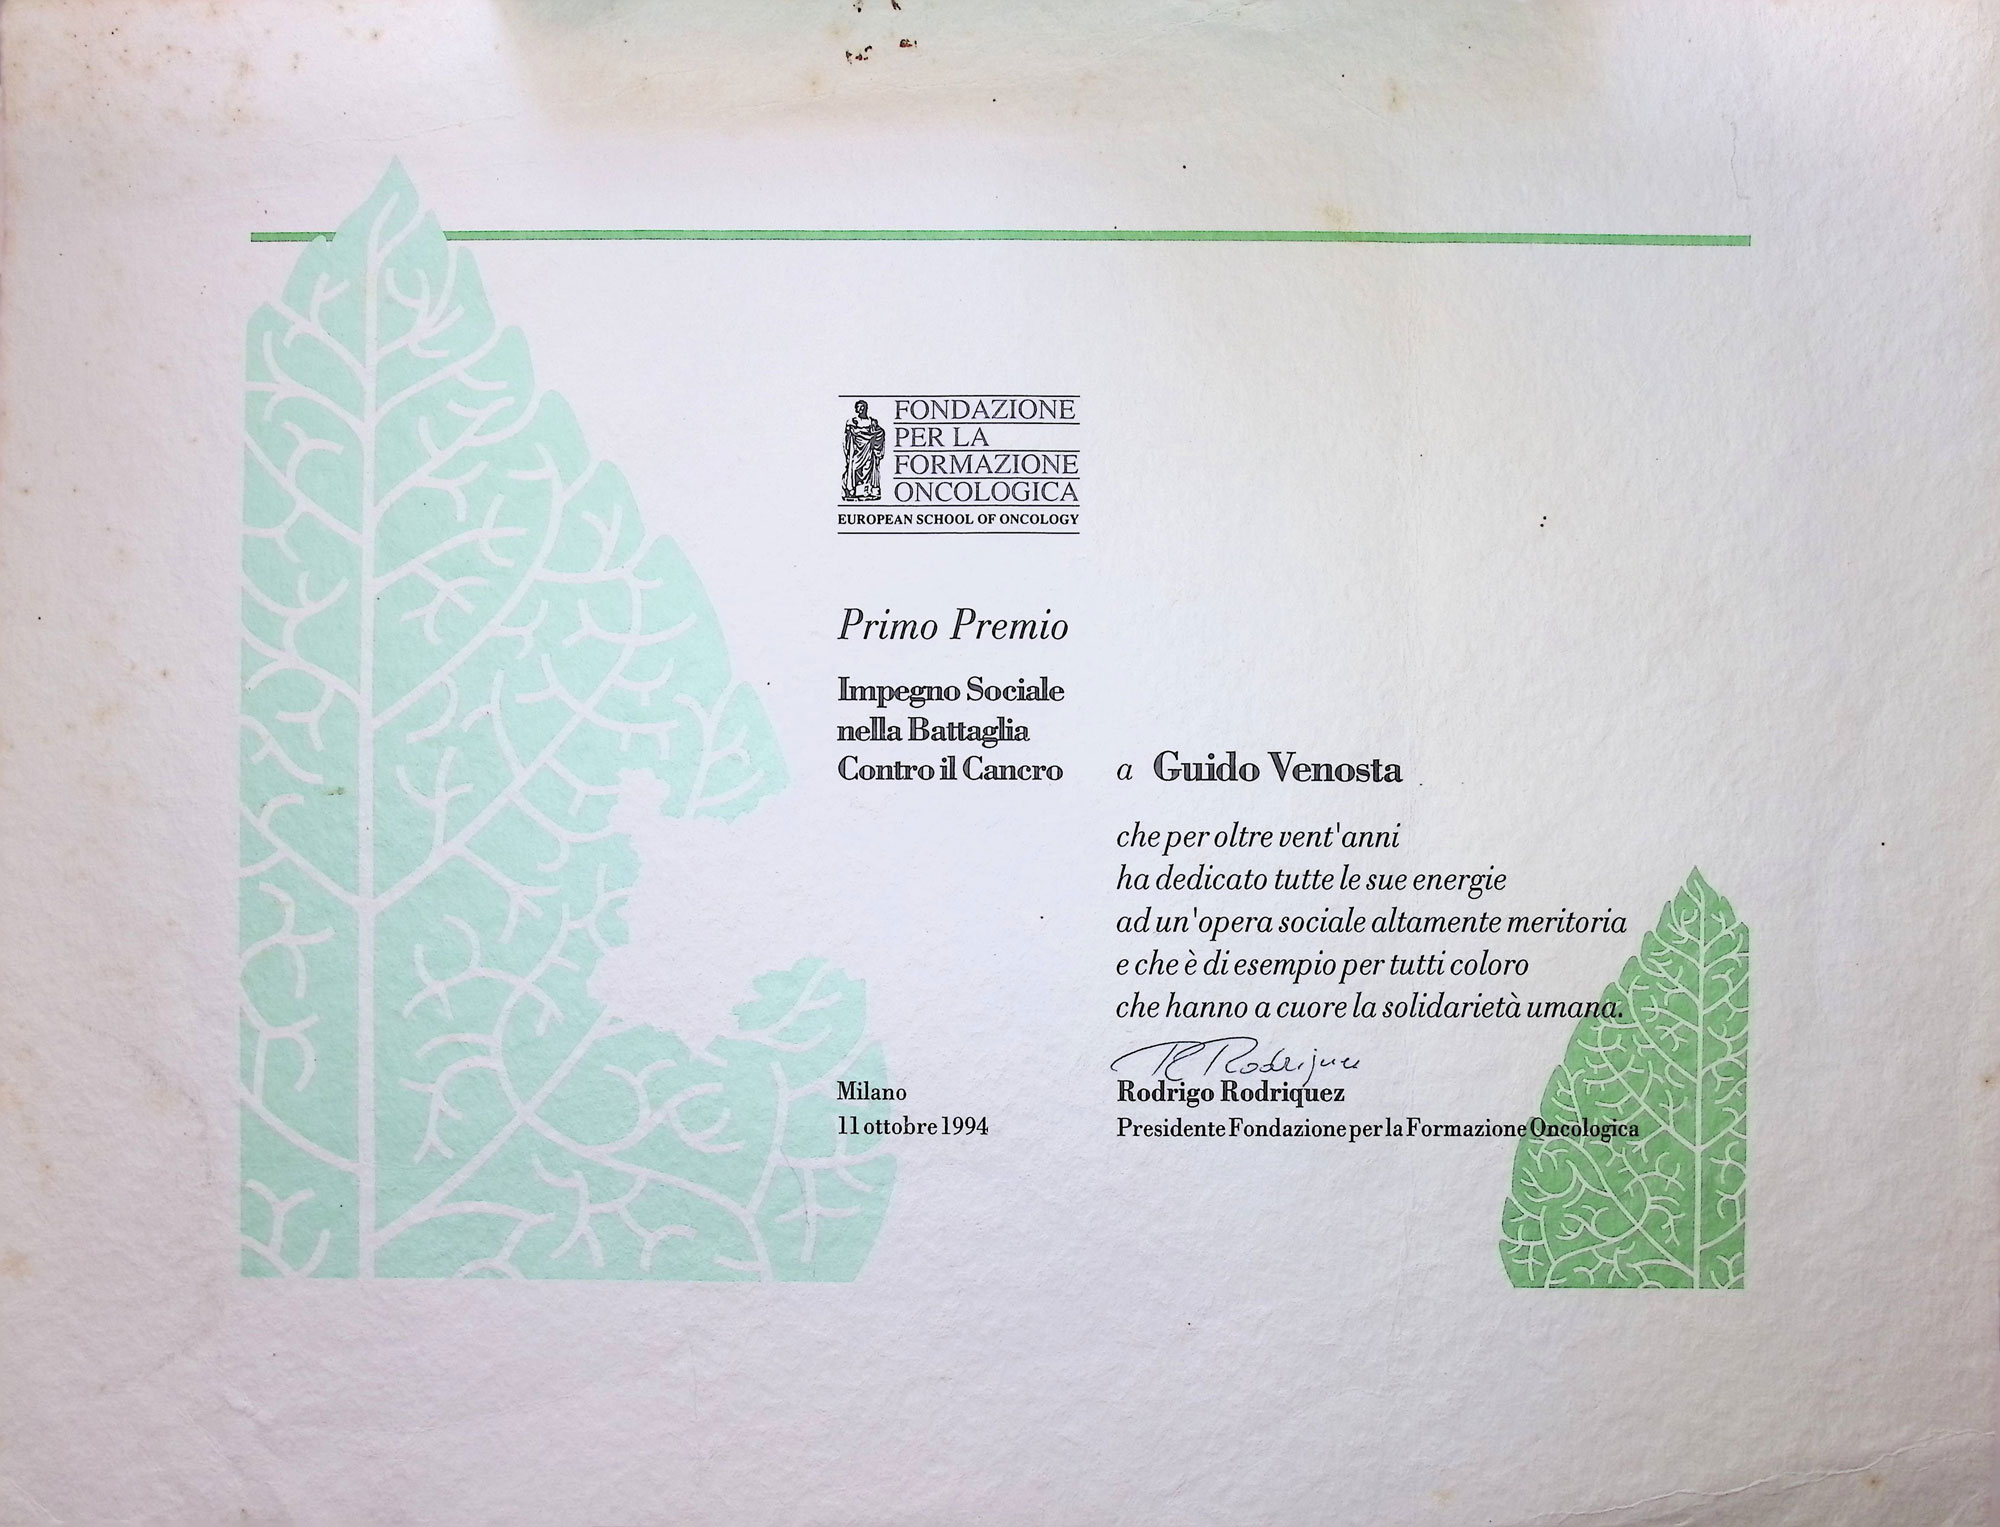 FONDAZIONE
PER LA
FORMAZIONE
ONCOLOGICA
EUROPEAN SCHOOL OF ONCOLOGY
Primo Premio
Impegno Sociale
nella Battaglia
Contro il Cancro
a Guido Venosta
che per oltre vent'anni
ha dedicato tutte le sue energie
ad un'opera sociale altamente meritoria
e che è di esempio per tutti coloro
che hanno a cuore la solidarietà umana.
R Rodriguez
Milano
11 ottobre 1994
Rodrigo Rodriquez
Presidente Fondazione per la Formazione Oncologica